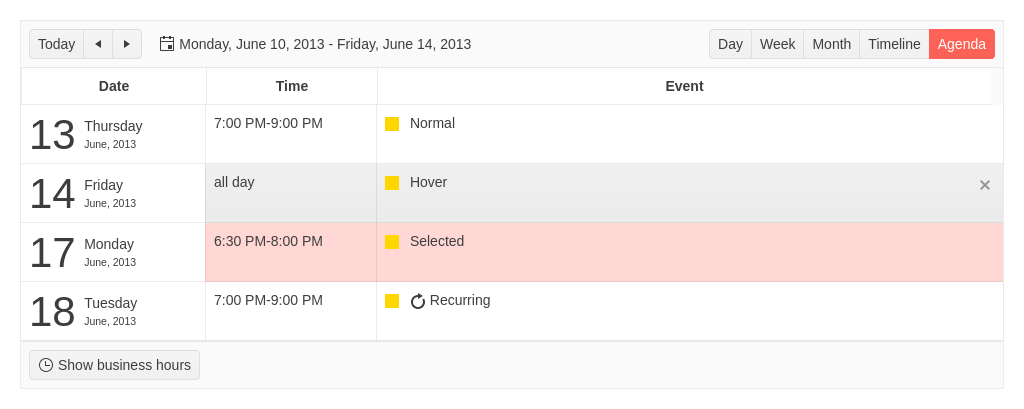 Today Monday, June 10, 2013 - Friday, June 14, 2013 Day Week Month Timeline Agenda
Date Time Event
13 Thursday 7:00 PM-9:00 PM Normal
June, 2013
14 Friday all day Hover
June, 2013
17 Monday 6:30 PM-8:00 PM Selected
June, 2013
18 Tuesday 7:00 PM-9:00 PM Recurring
June, 2013
Show business hours